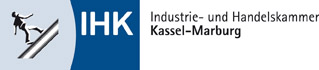 IHK
Industrie- und Handelskammer
Kassel-Marburg